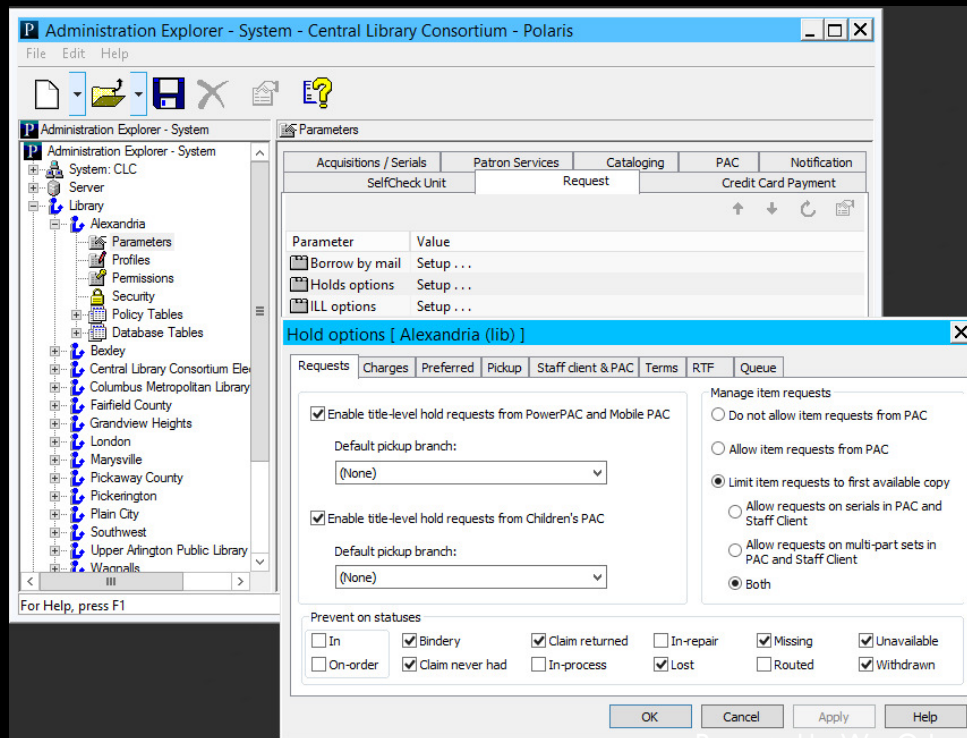 Administration Explorer - System - Central Library Consortium - Polaris
File Edit Help
Administration Explorer - System
Parameters
Administration Explorer - System
System: CLC
Server
Library
Alexandria
Parameters
Profiles
Permissions
Security
Policy Tables
Database Tables
Bexley
Central Library Consortium Ele
Columbus Metropolitan Library
Fairfield County
Grandview Heights
London
Marysville
Pickaway County
Pickerington
Plain City
Southwest
Upper Arlington Public Library
Wagnalls
For Help, press F1
Acquisitions / Serials Patron Services Cataloging PAC Notification
SelfCheck Unit Request Credit Card Payment
Parameter Value
Borrow by mail Setup . . .
Holds options Setup . . .
ILL options Setup . . .
Hold options [ Alexandria (lib) ]
Requests Charges Preferred Pickup Staff client & PAC Terms RTF Queue
Enable title-level hold requests from PowerPAC and Mobile PAC
Default pickup branch:
(None)
Enable title-level hold requests from Children's PAC
Default pickup branch:
(None)
Manage item requests
Do not allow item requests from PAC
Allow item requests from PAC
Limit item requests to first available copy
Allow requests on serials in PAC and
Staff Client
Allow requests on multi-part sets in
PAC and Staff Client
Both
Prevent on statuses
In Bindery Claim returned In-repair Missing Unavailable
On-order Claim never had In-process Lost Routed Withdrawn
OK Cancel Apply Help